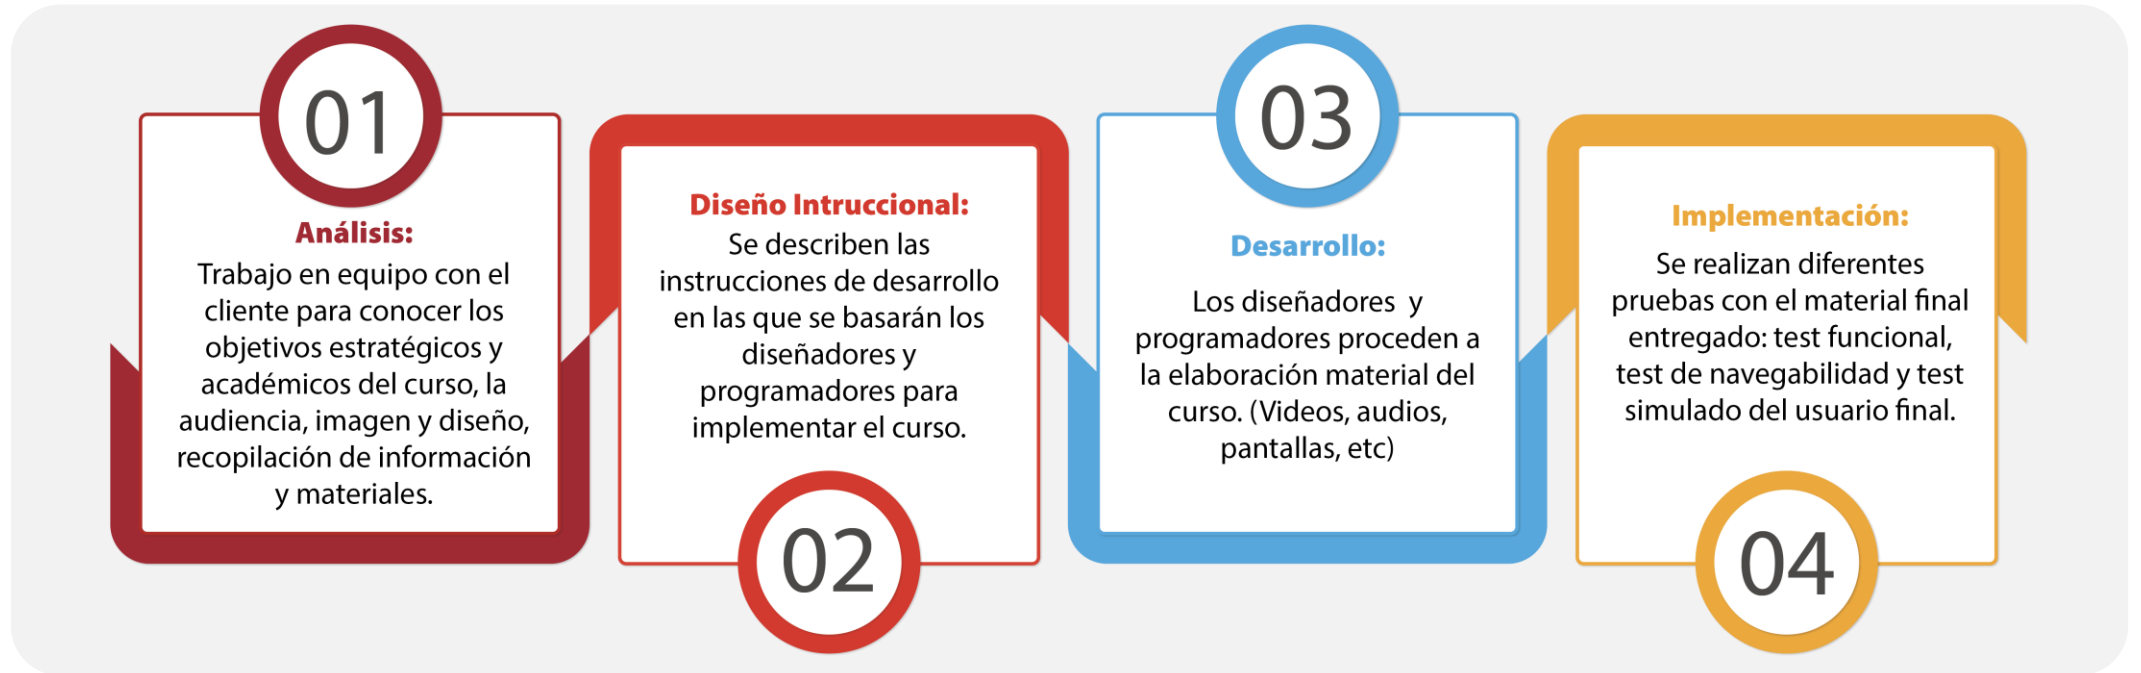 01
Análisis:
Trabajo en equipo con el
cliente para conocer los
objetivos estratégicos y
académicos del curso, la
audiencia, imagen y diseño,
recopilación de información
y materiales.
Diseño Intruccional:
Se describen las
instrucciones de desarrollo
en las que se basarán los
diseñadores y
programadores para
implementar el curso.
02
03
Desarrollo:
Los diseñadores y
programadores proceden a
la elaboración material del
curso. (Videos, audios,
pantallas, etc)
Implementación:
Se realizan diferentes
pruebas con el material final
entregado: test funcional,
test de navegabilidad y test
simulado del usuario final.
04